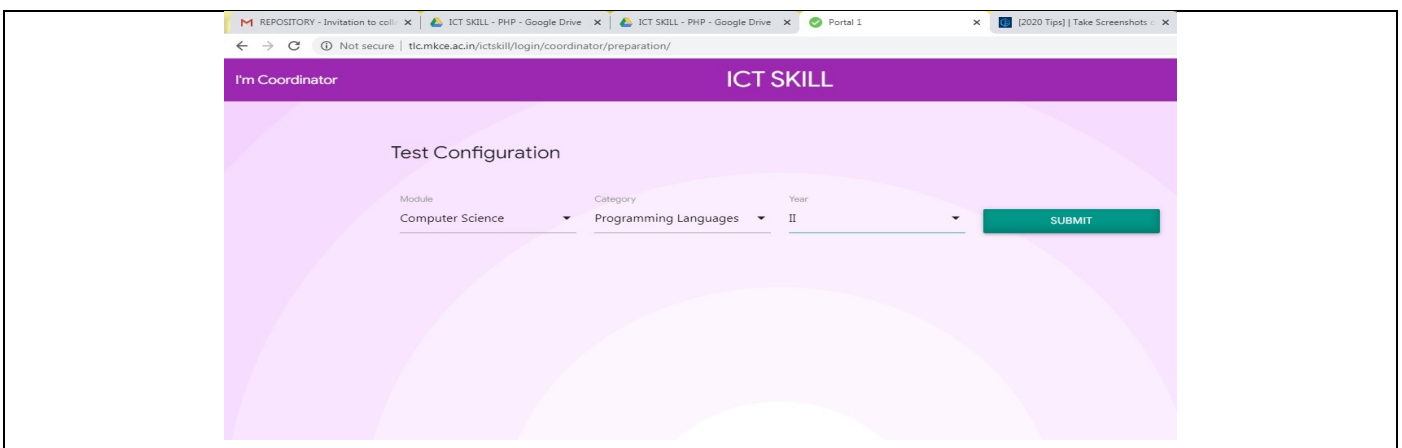 REPOSITORY - Invitation to coll
ICT SKILL - PHP - Google Drive
ICT SKILL - PHP - Google Drive
Portal 1
[2020 Tips] | Take Screenshots
Not secure | tlc.mkce.ac.in/ictskill/login/coordinator/preparation/
I'm Coordinator
ICT SKILL
Test Configuration
Module
Category
Year
Computer Science
Programming Languages
II
SUBMIT